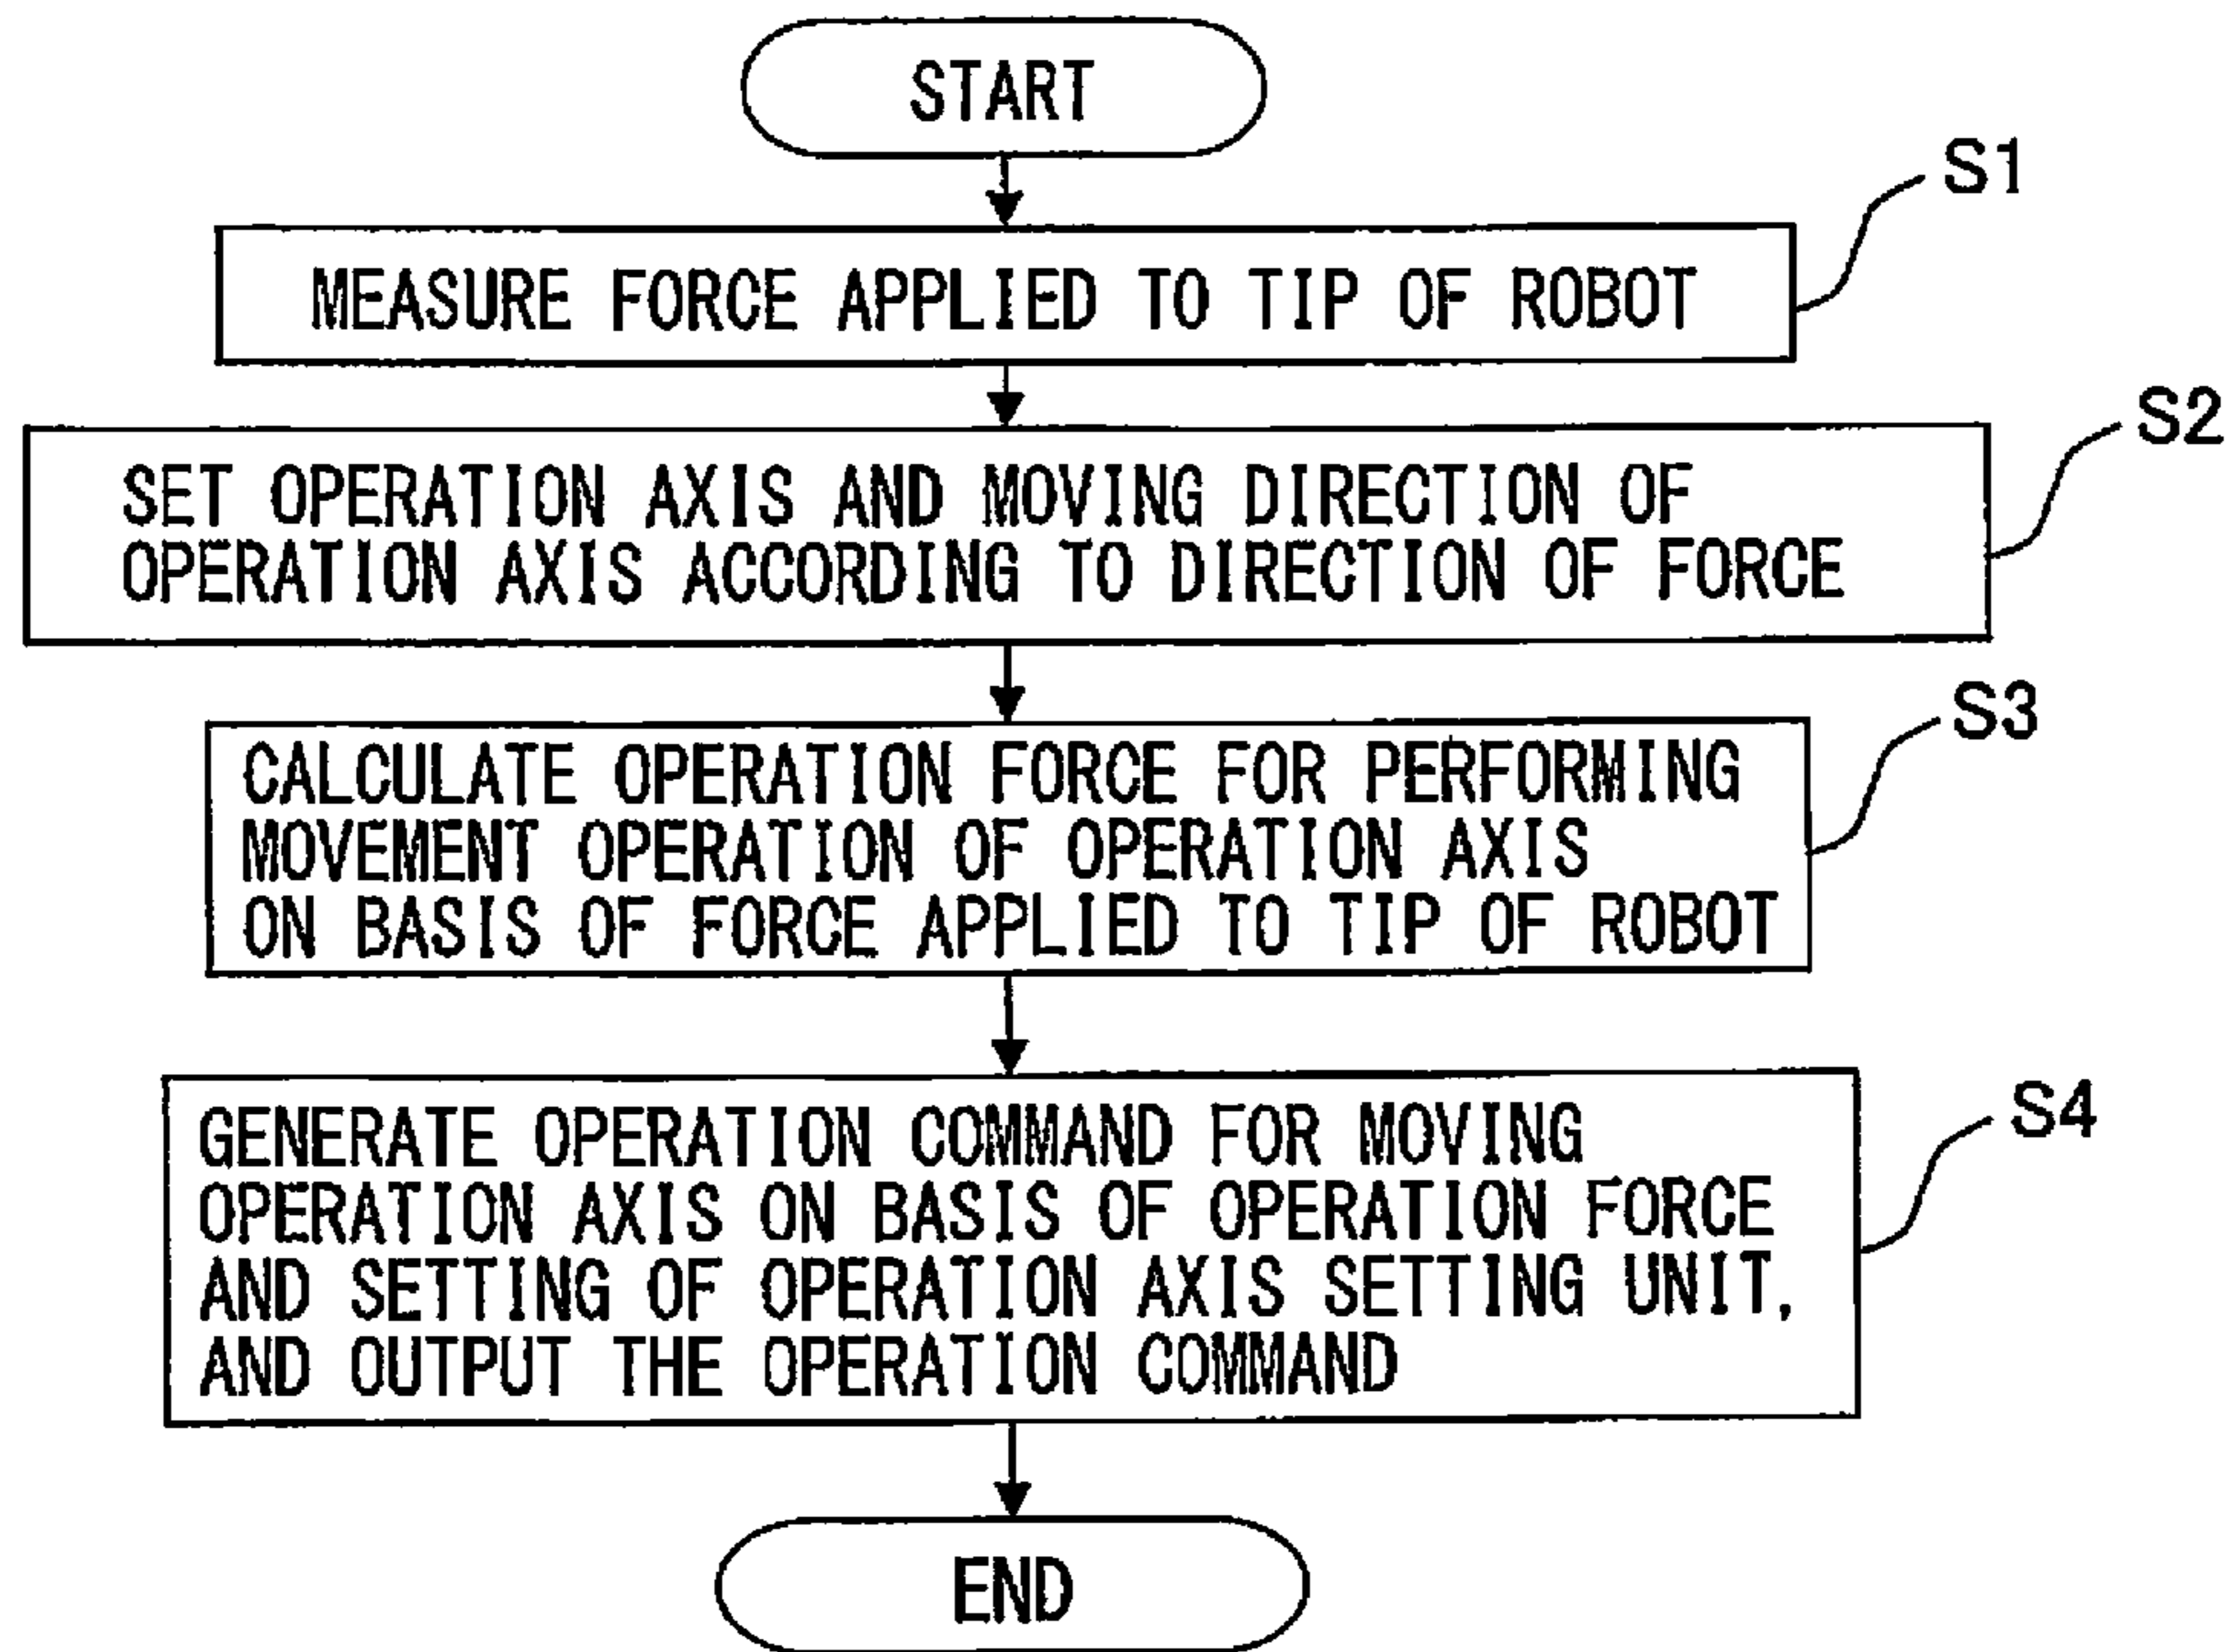 START
S1
MEASURE FORCE APPLIED TO TIP OF ROBOT
S2
SET OPERATION AXIS AND MOVING DIRECTION OF
OPERATION AXIS ACCORDING TO DIRECTION OF FORCE
S3
CALCULATE OPERATION FORCE FOR PERFORMING
MOVEMENT OPERATION OF OPERATION AXIS
ON BASIS OF FORCE APPLIED TO TIP OF ROBOT
S4
GENERATE OPERATION COMMAND FOR MOVING
OPERATION AXIS ON BASIS OF OPERATION FORCE
AND SETTING OF OPERATION AXIS SETTING UNIT,
AND OUTPUT THE OPERATION COMMAND
END